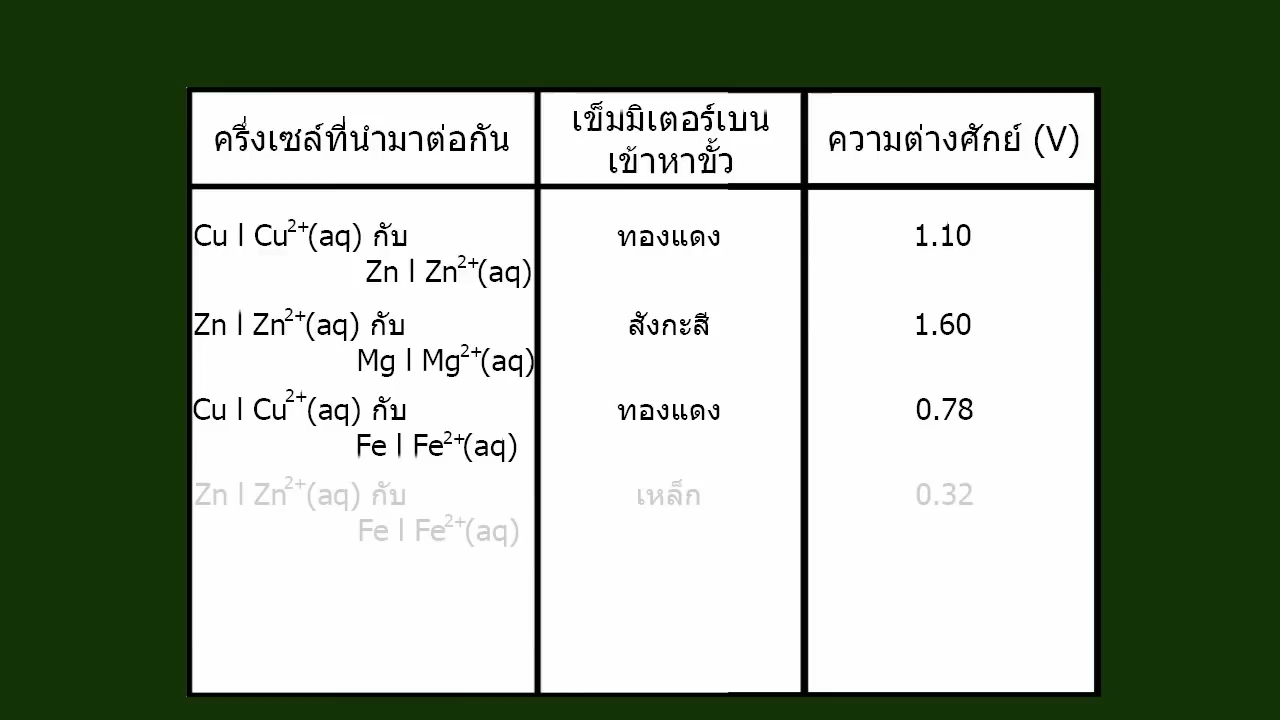 ครึ่งเซล์ที่นำมาต่อกัน
เข็มมิเตอร์เบน
เข้าหาขั้ว
ความต่างศักย์ (V)
Cu l Cu²⁺(aq) กับ
Zn l Zn²⁺(aq)
ทองแดง
1.10
Zn l Zn²⁺(aq) กับ
Mg l Mg²⁺(aq)
สังกะสี
1.60
Cu l Cu²⁺(aq) กับ
Fe l Fe²⁺(aq)
ทองแดง
0.78
Zn l Zn²⁺(aq) กับ
Fe l Fe²⁺(aq)
เหล็ก
0.32